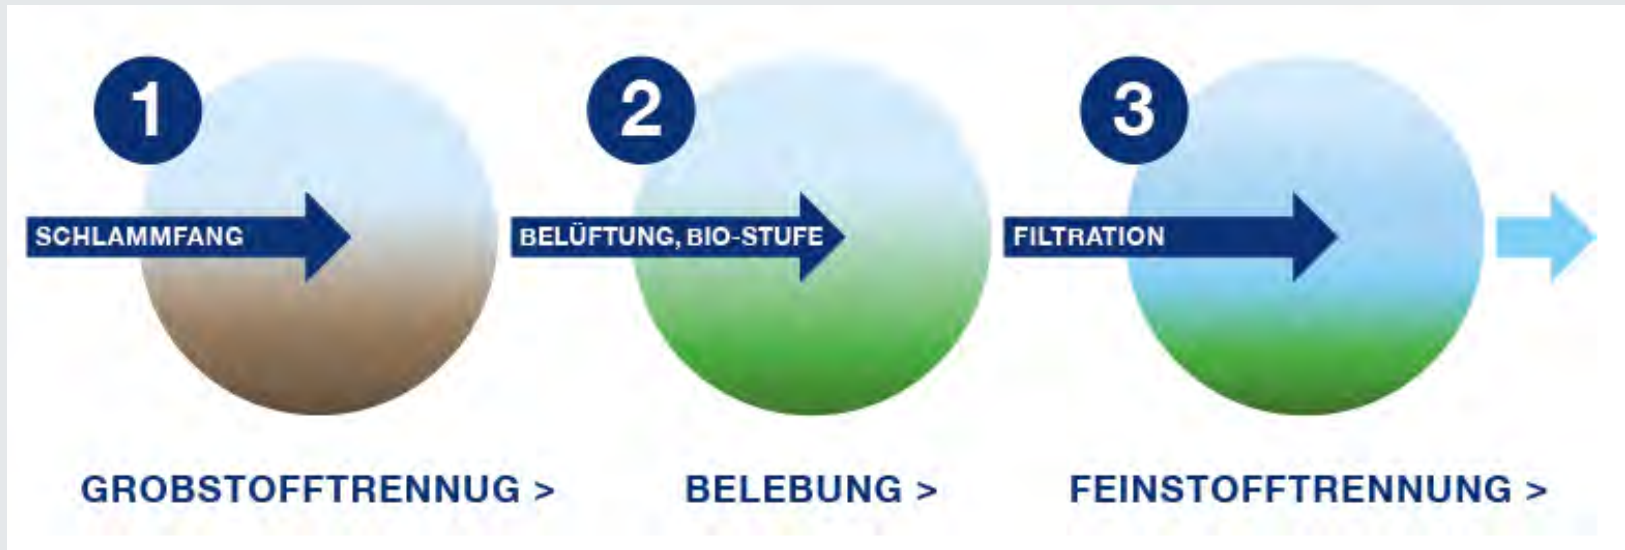 1
2
3
SCHLAMMFANG
BELÜFTUNG, BIO-STUFE
FILTRATION
GROBSTOFFTRENNUG >
BELEBUNG >
FEINSTOFFTRENNUNG >